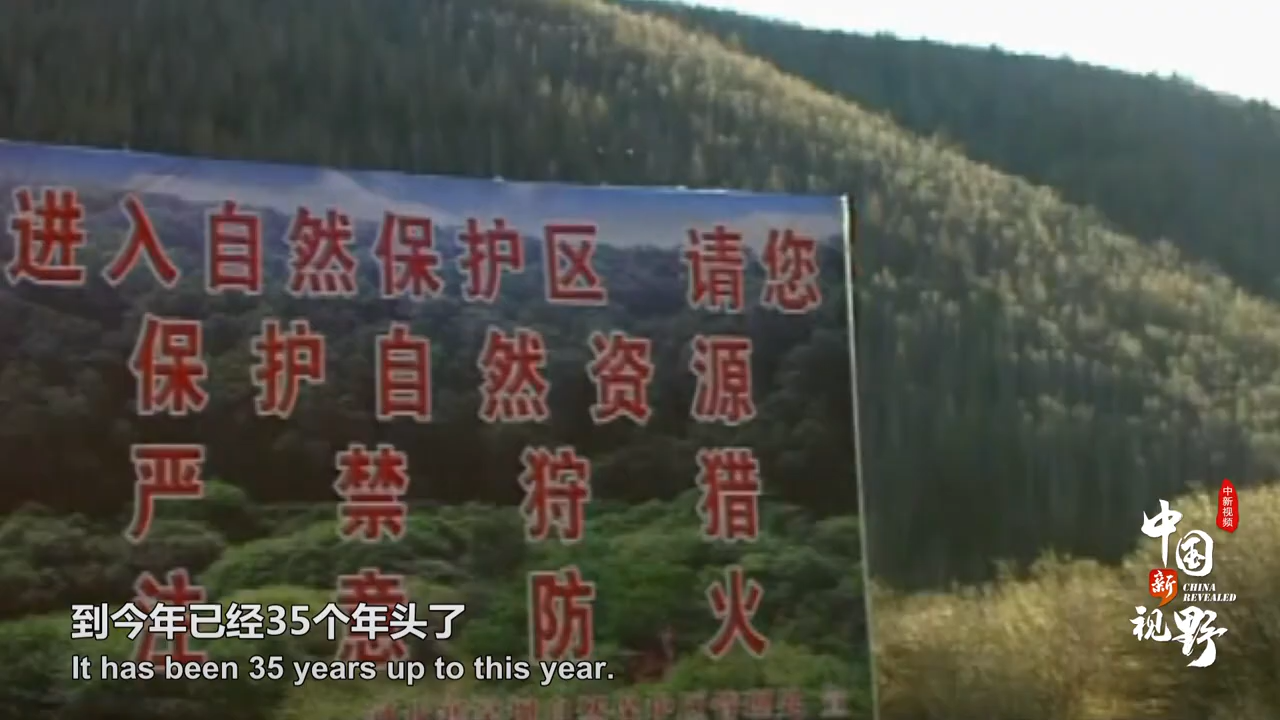 进入自然保护区 请您
保护自然资源
严禁狩猎
注意防火
到今年已经35个年头了
It has been 35 years up to this year.
中新视频
中国
新
CHINA
REVEALED
视野